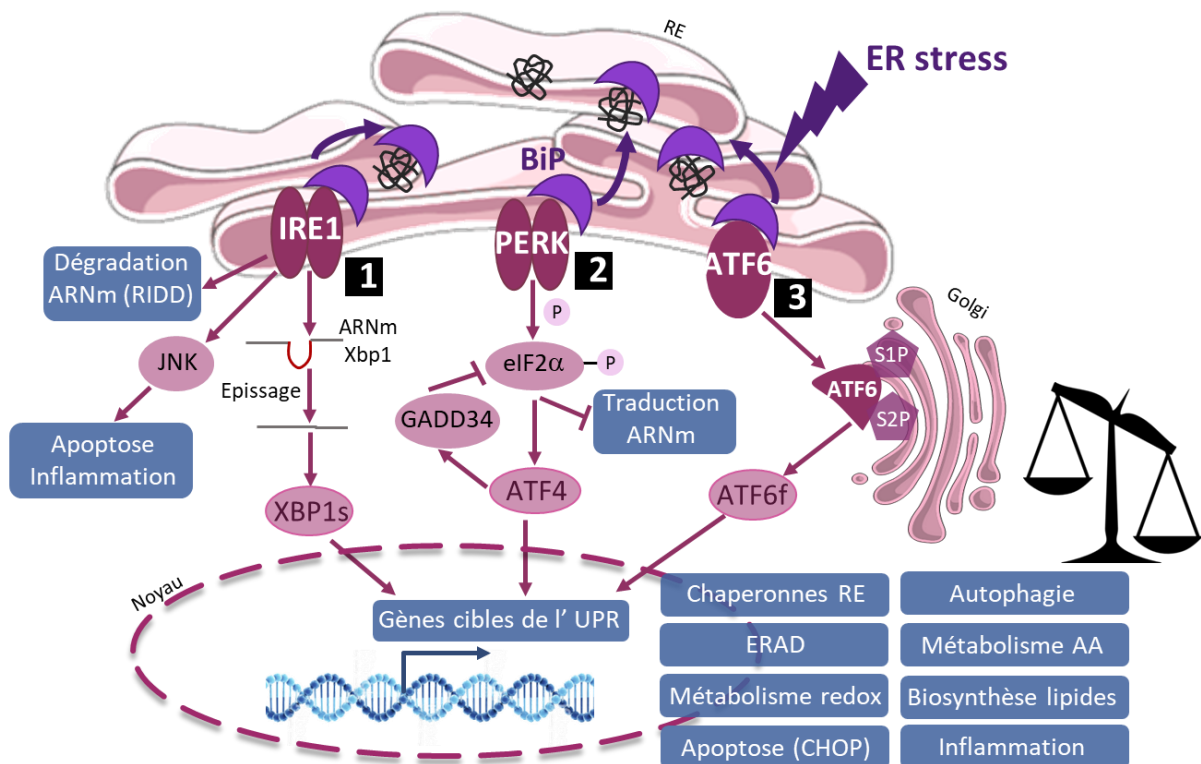 RE
ER stress
BiP
IRE1
PERK
ATF6
1
2
3
Dégradation
ARNm (RIDD)
JNK
Apoptose
Inflammation
ARNm
Xbp1
Epissage
XBP1s
P
eIF2α
P
GADD34
Traduction
ARNm
ATF4
Golgi
S1P
ATF6
S2P
ATF6f
Noyau
Gènes cibles de l' UPR
Chaperonnes RE
Autophagie
ERAD
Métabolisme AA
Métabolisme redox
Biosynthèse lipides
Apoptose (CHOP)
Inflammation